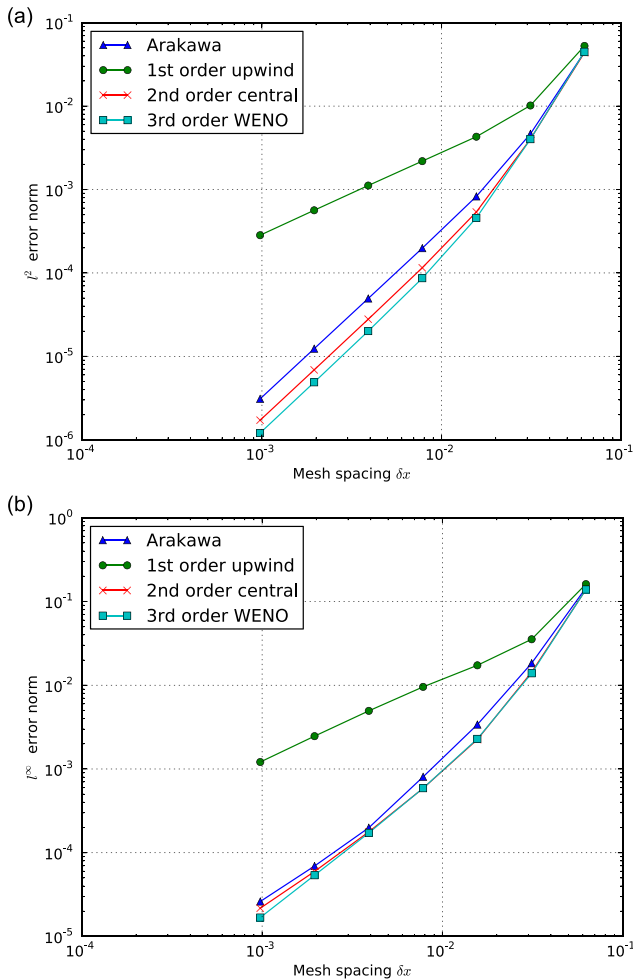 (a)
10^-1
10^-2
10^-3
10^-4
10^-5
10^-6
l^2 error norm
Arakawa
1st order upwind
2nd order central
3rd order WENO
10^-4
10^-3
10^-2
10^-1
Mesh spacing δx
(b)
10^0
10^-1
10^-2
10^-3
10^-4
10^-5
l^∞ error norm
Arakawa
1st order upwind
2nd order central
3rd order WENO
10^-4
10^-3
10^-2
10^-1
Mesh spacing δx